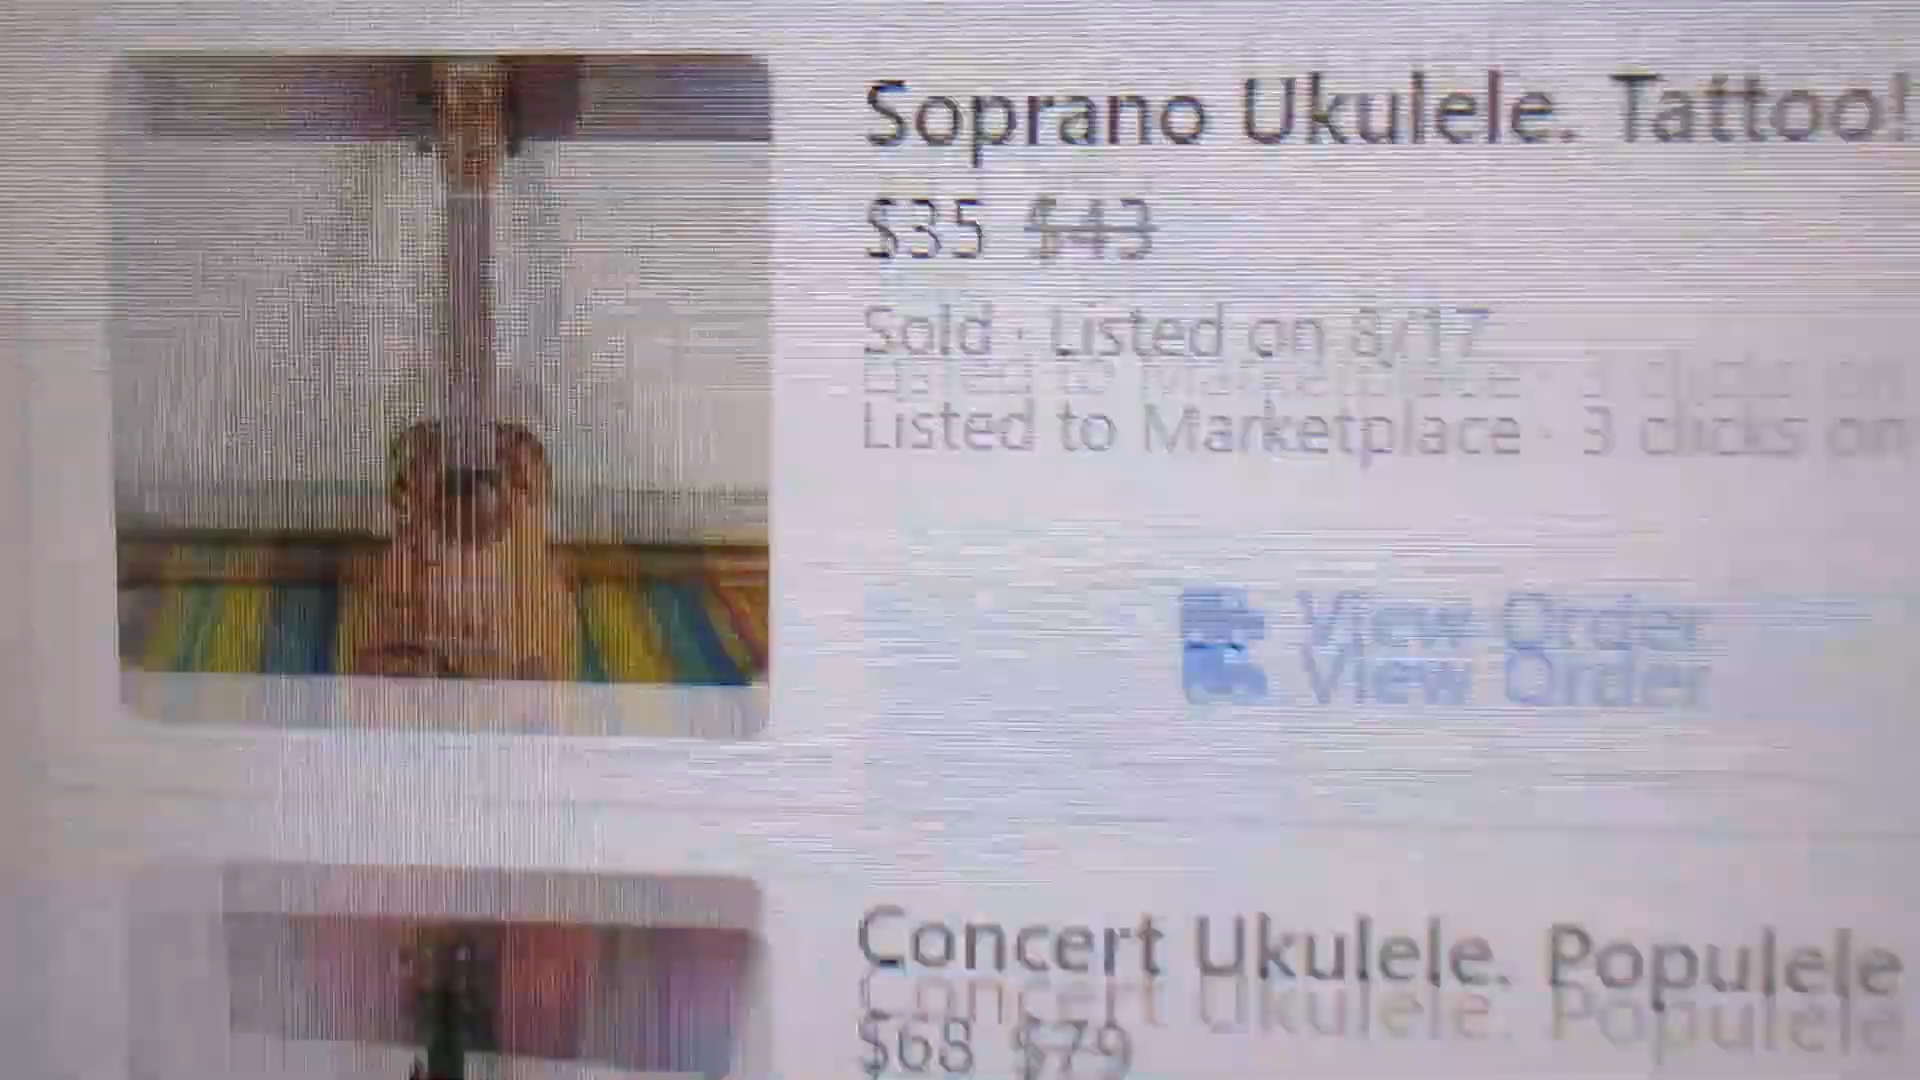 Soprano Ukulele. Tattoo!
$35 $43
Sold · Listed on 8/17
Listed to Marketplace · 3 clicks on
View Order
Concert Ukulele. Populele
$68 $79